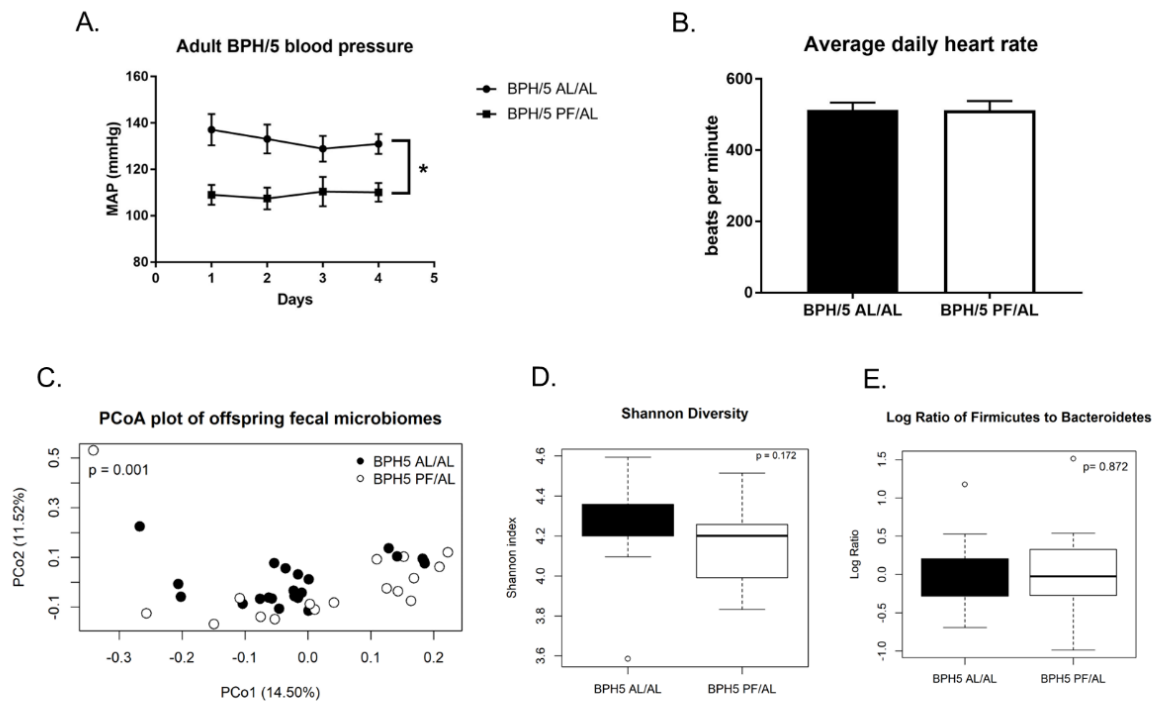 A.
Adult BPH/5 blood pressure
160
140
120
100
80
MAP (mmHg)
0 1 2 3 4 5
Days
BPH/5 AL/AL
BPH/5 PF/AL
*
B.
Average daily heart rate
600
400
200
0
beats per minute
BPH/5 AL/AL BPH/5 PF/AL
C.
PCoA plot of offspring fecal microbiomes
p = 0.001
BPH5 AL/AL
BPH5 PF/AL
0.5
0.3
0.1
-0.1
PCo2 (11.52%)
-0.3 -0.2 -0.1 0.0 0.1 0.2
PCo1 (14.50%)
D.
Shannon Diversity
p = 0.172
4.6
4.4
4.2
4.0
3.8
3.6
Shannon index
BPH5 AL/AL BPH5 PF/AL
E.
Log Ratio of Firmicutes to Bacteroidetes
p= 0.872
1.5
1.0
0.5
0.0
-0.5
-1.0
Log Ratio
BPH5 AL/AL BPH5 PF/AL